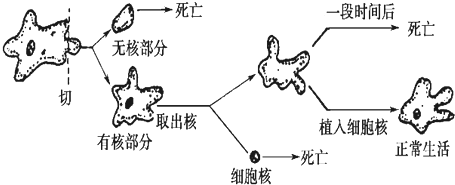 死亡
一段时间后
死亡
无核部分
切
取出核
植入细胞核
有核部分
死亡
正常生活
细胞核